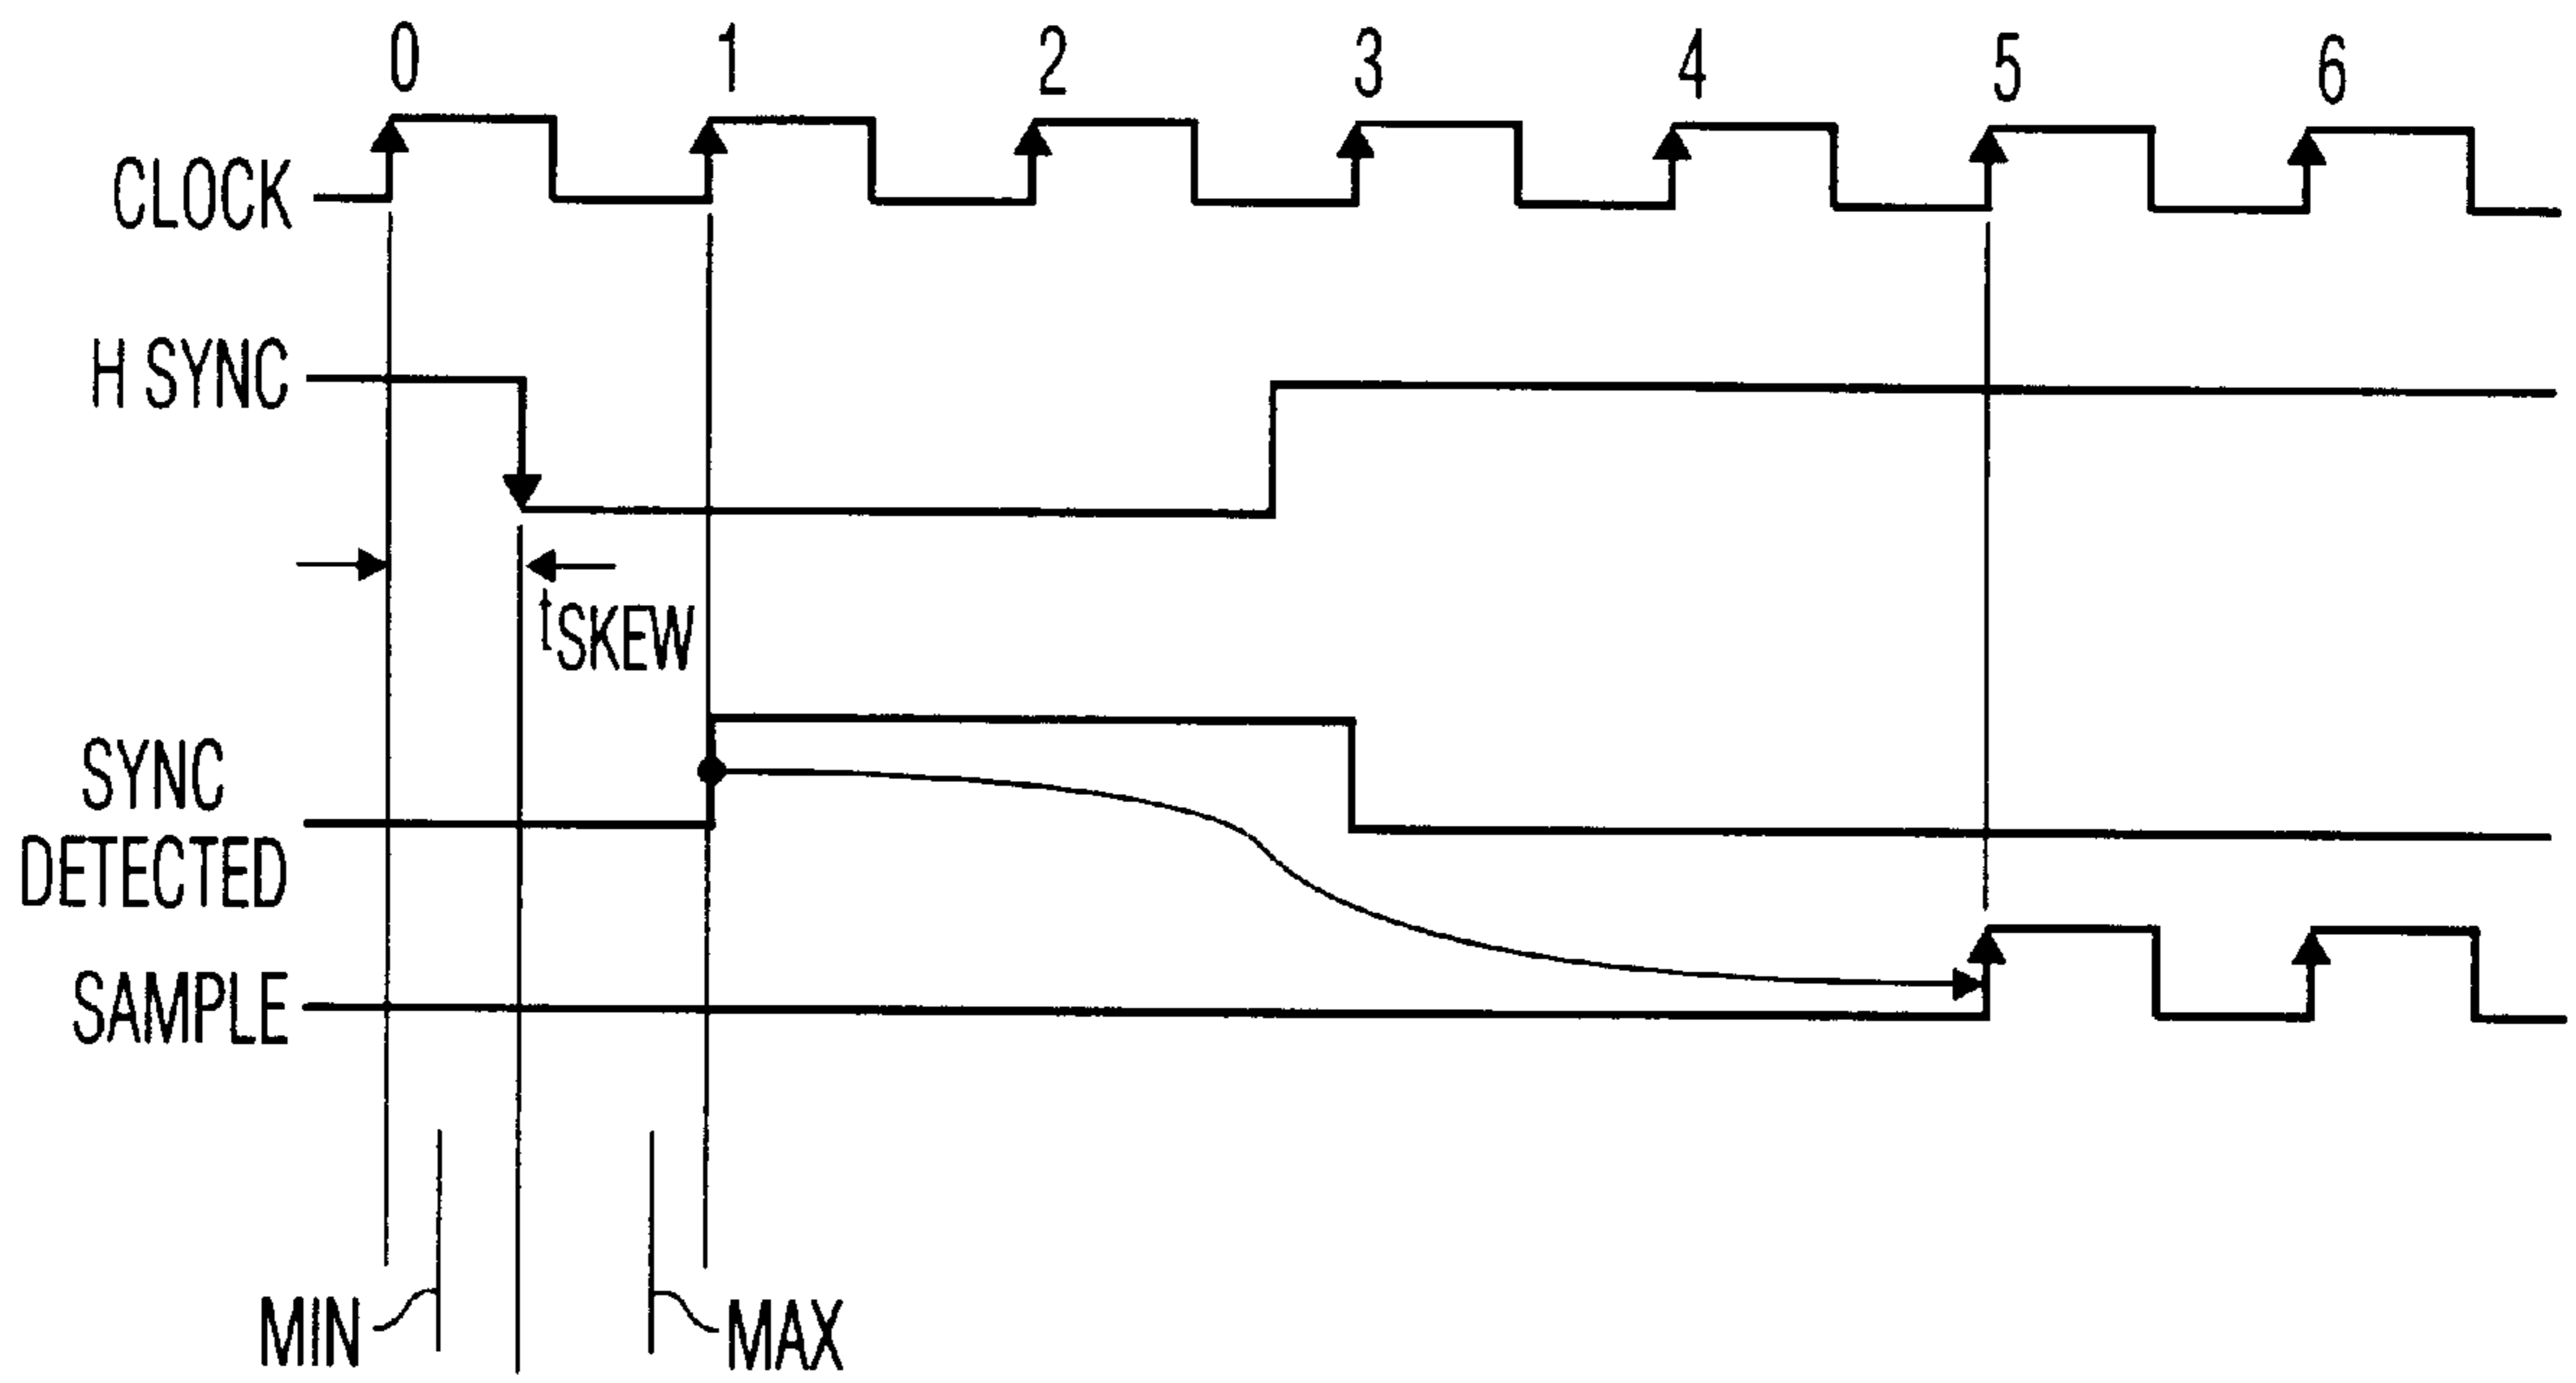 0 1 2 3 4 5 6
CLOCK
H SYNC
tSKEW
SYNC
DETECTED
SAMPLE
MIN MAX